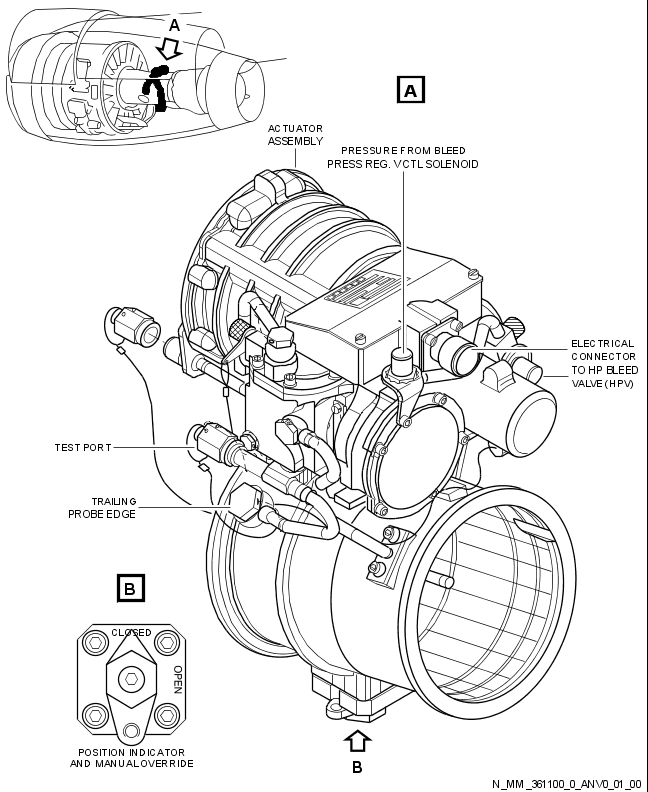 A
A
ACTUATOR
ASSEMBLY
PRESSURE FROM BLEED
PRESS REG. VCTL SOLENOID
ELECTRICAL
CONNECTOR
TO HP BLEED
VALVE (HPV)
TEST PORT
TRAILING
PROBE EDGE
B
CLOSED
OPEN
POSITION INDICATOR
AND MANUAL OVERRIDE
B
N_MM_361100_0_ANV0_01_00